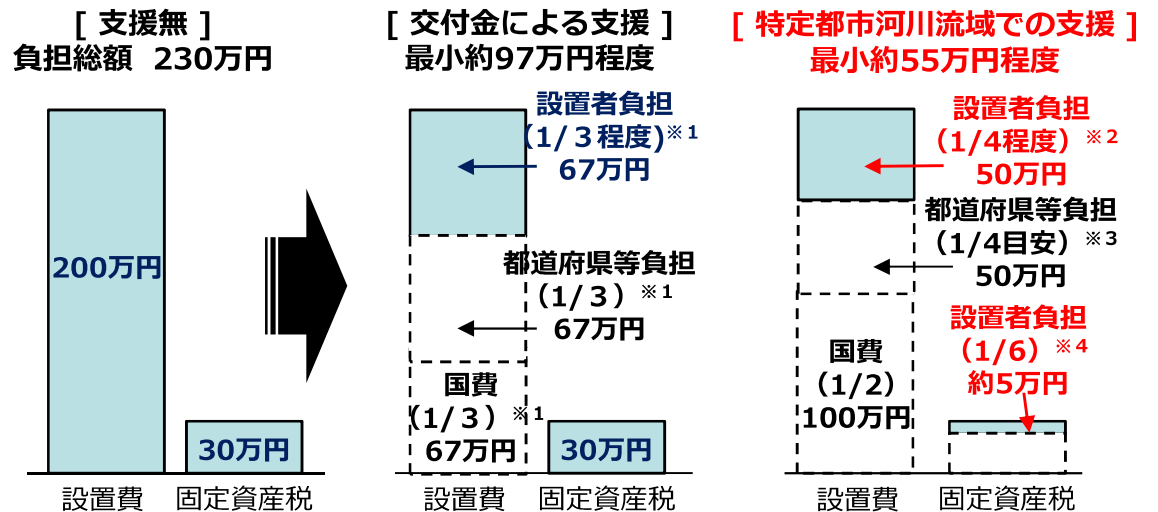 [ 支援無 ]
負担総額 230万円
200万円
30万円
設置費
固定資産税
[ 交付金による支援 ]
最小約97万円程度
設置者負担
（1/３程度)※1
67万円
都道府県等負担
（1/３）※1
67万円
国費
（1/３）※1
67万円
30万円
設置費
固定資産税
[ 特定都市河川流域での支援 ]
最小約55万円程度
設置者負担
（1/4程度）※2
50万円
都道府県等負担
（1/4目安）※3
50万円
国費
（1/2）
100万円
設置者負担
（1/6）※4
約5万円
設置費
固定資産税